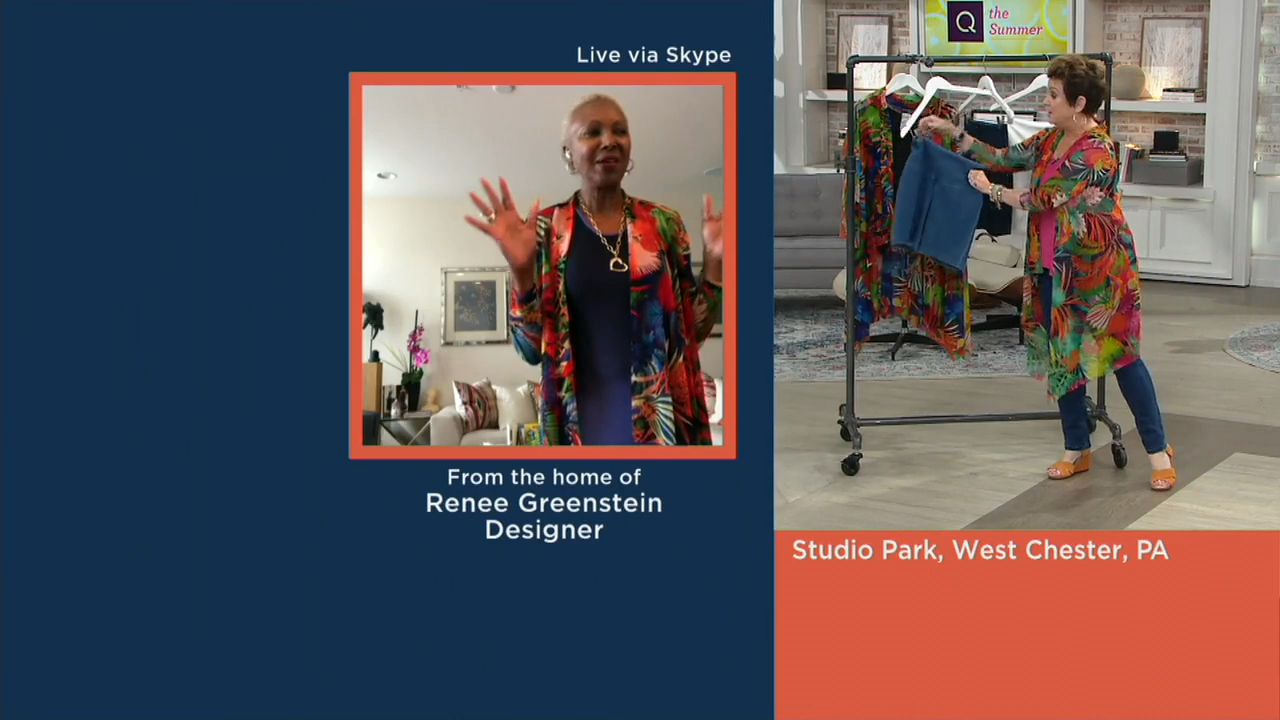 Live via Skype
From the home of
Renee Greenstein
Designer
Q the
Summer
Studio Park, West Chester, PA